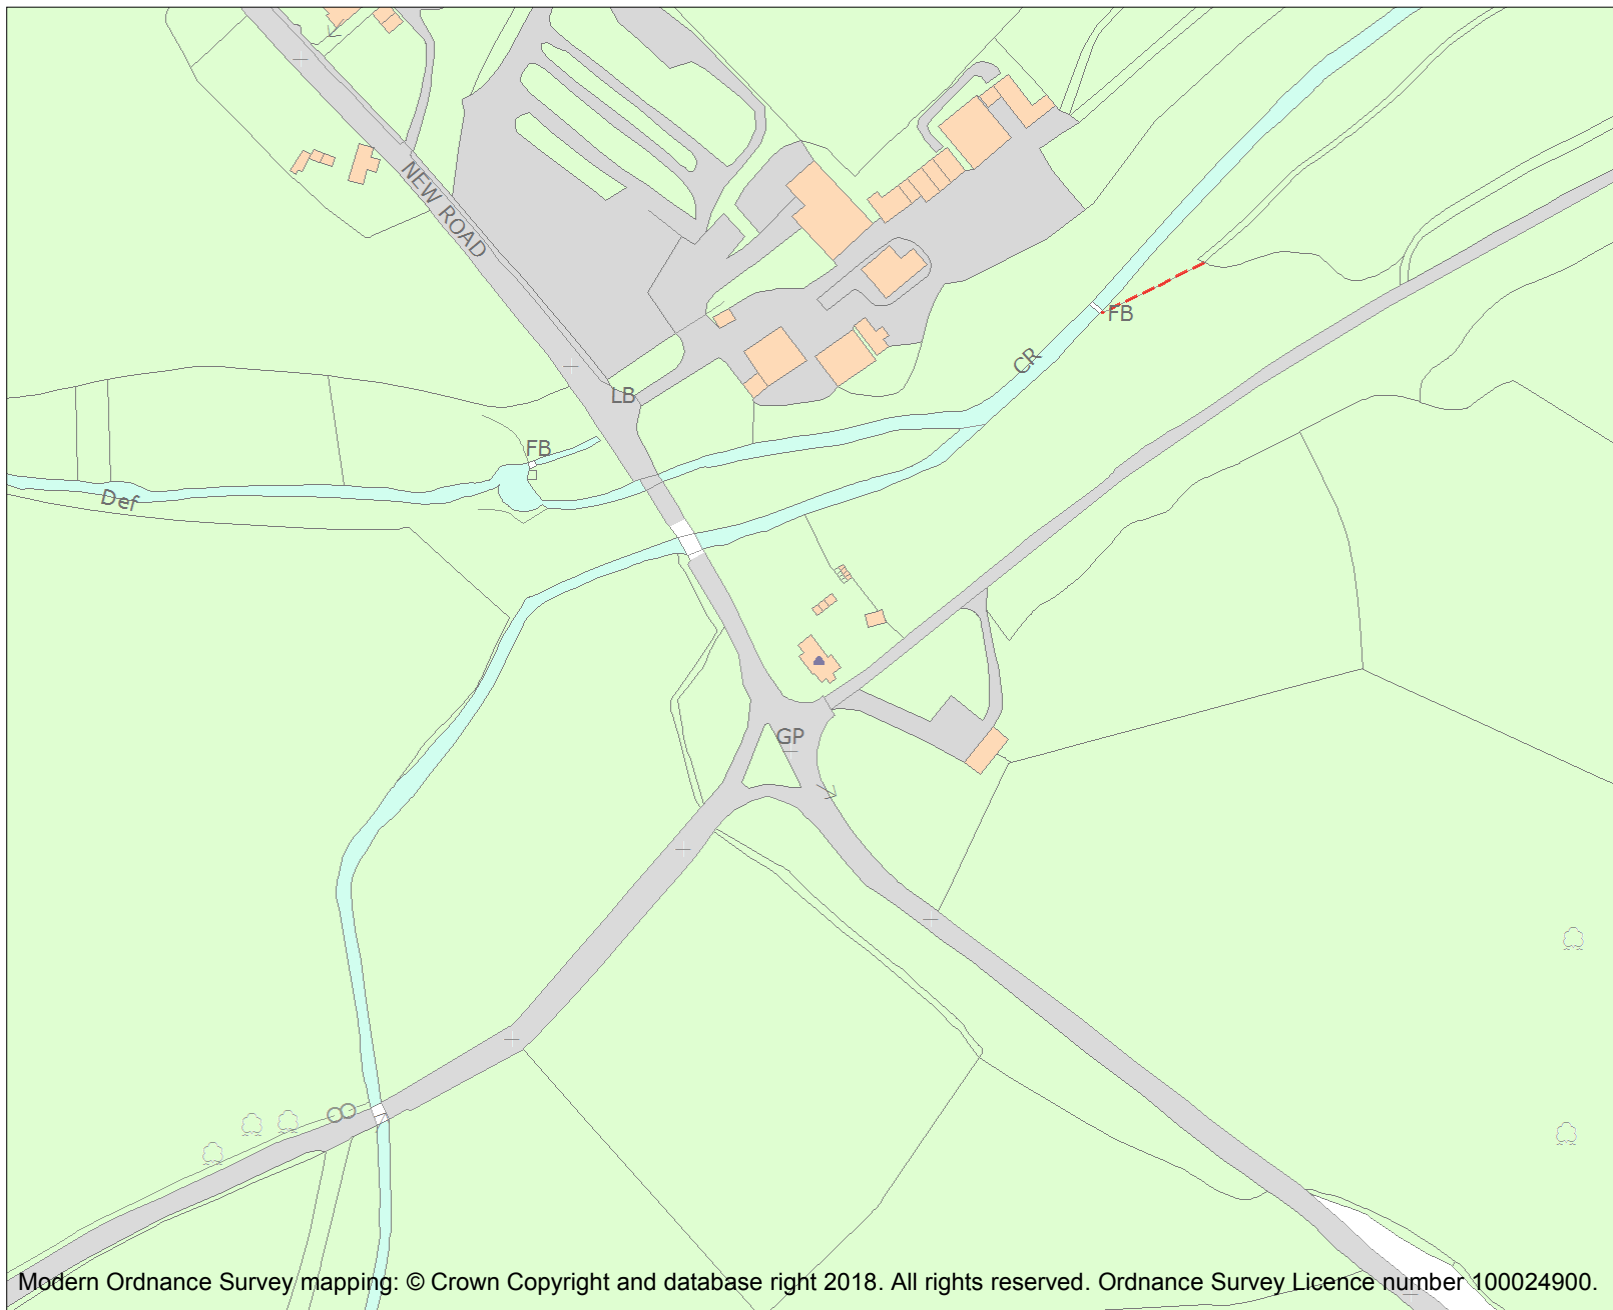 NEW ROAD
FB
CR
LB
FB
Def
GP
Modern Ordnance Survey mapping: © Crown Copyright and database right 2018. All rights reserved. Ordnance Survey Licence number 100024900.